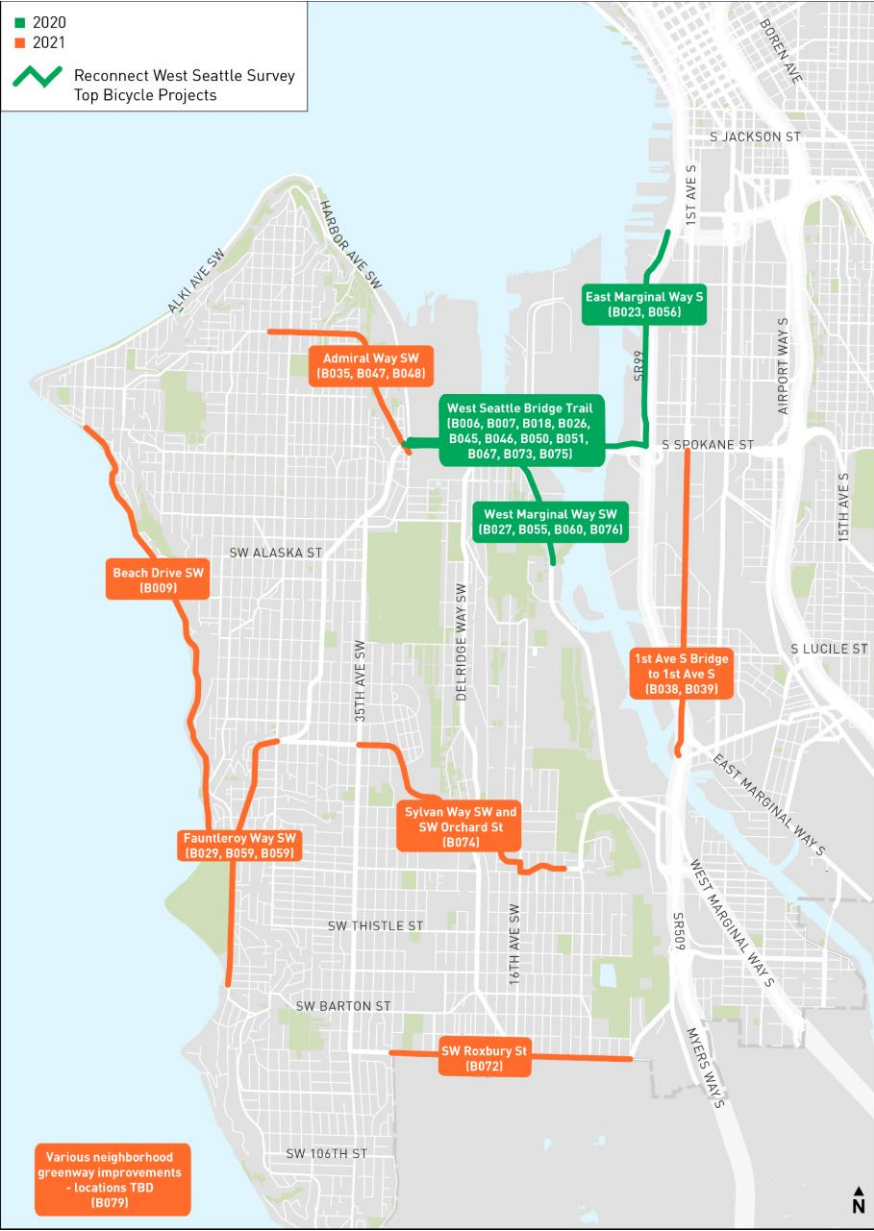 2020
2021
Reconnect West Seattle Survey
Top Bicycle Projects
BOREN AVE
S JACKSON ST
1ST AVE S
HARBOR AVE SW
ALKI AVE SW
East Marginal Way S
(B023, B056)
SR99
AIRPORT WAY S
Admiral Way SW
(B035, B047, B048)
West Seattle Bridge Trail
(B006, B007, B018, B026,
B045, B046, B050, B051,
B067, B073, B075)
S SPOKANE ST
15TH AVE S
West Marginal Way SW
(B027, B055, B060, B076)
SW ALASKA ST
Beach Drive SW
(B009)
35TH AVE SW
DELRIDGE WAY SW
S LUCILE ST
1st Ave S Bridge
to 1st Ave S
(B038, B039)
EAST MARGINAL WAY S
Sylvan Way SW and
SW Orchard St
(B074)
Fauntleroy Way SW
(B029, B059, B059)
WEST MARGINAL WAY S
SW THISTLE ST
16TH AVE SW
SR509
SW BARTON ST
SW Roxbury St
(B072)
MYERS WAY S
SW 106TH ST
Various neighborhood
greenway improvements
- locations TBD
(B079)
N